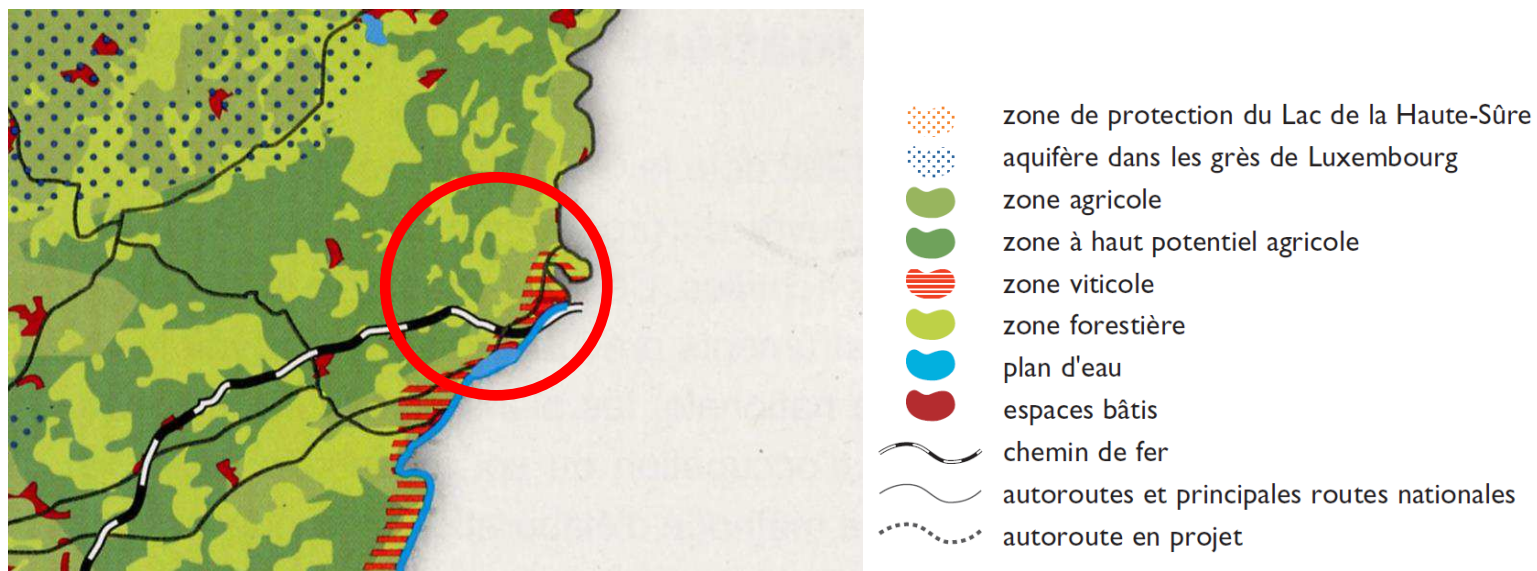 zone de protection du Lac de la Haute-Sûre
aquifère dans les grès de Luxembourg
zone agricole
zone à haut potentiel agricole
zone viticole
zone forestière
plan d'eau
espaces bâtis
chemin de fer
autoroutes et principales routes nationales
autoroute en projet